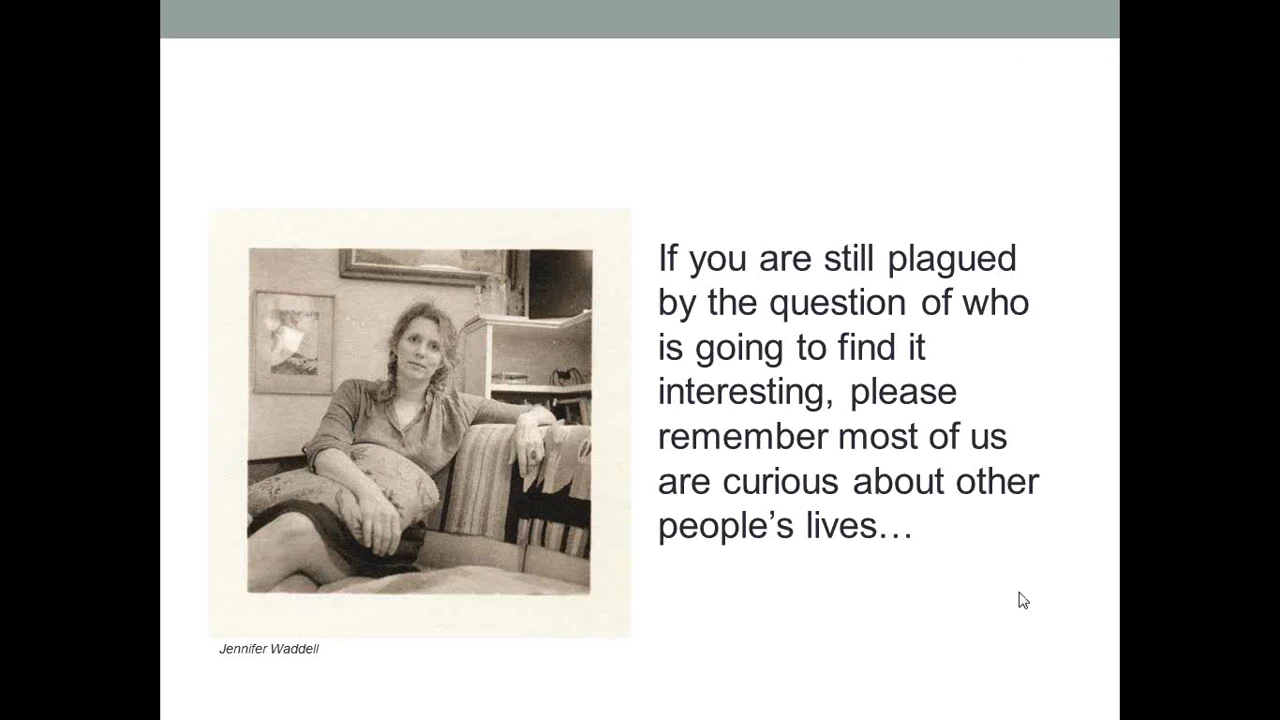 If you are still plagued
by the question of who
is going to find it
interesting, please
remember most of us
are curious about other
people’s lives…
Jennifer Waddell